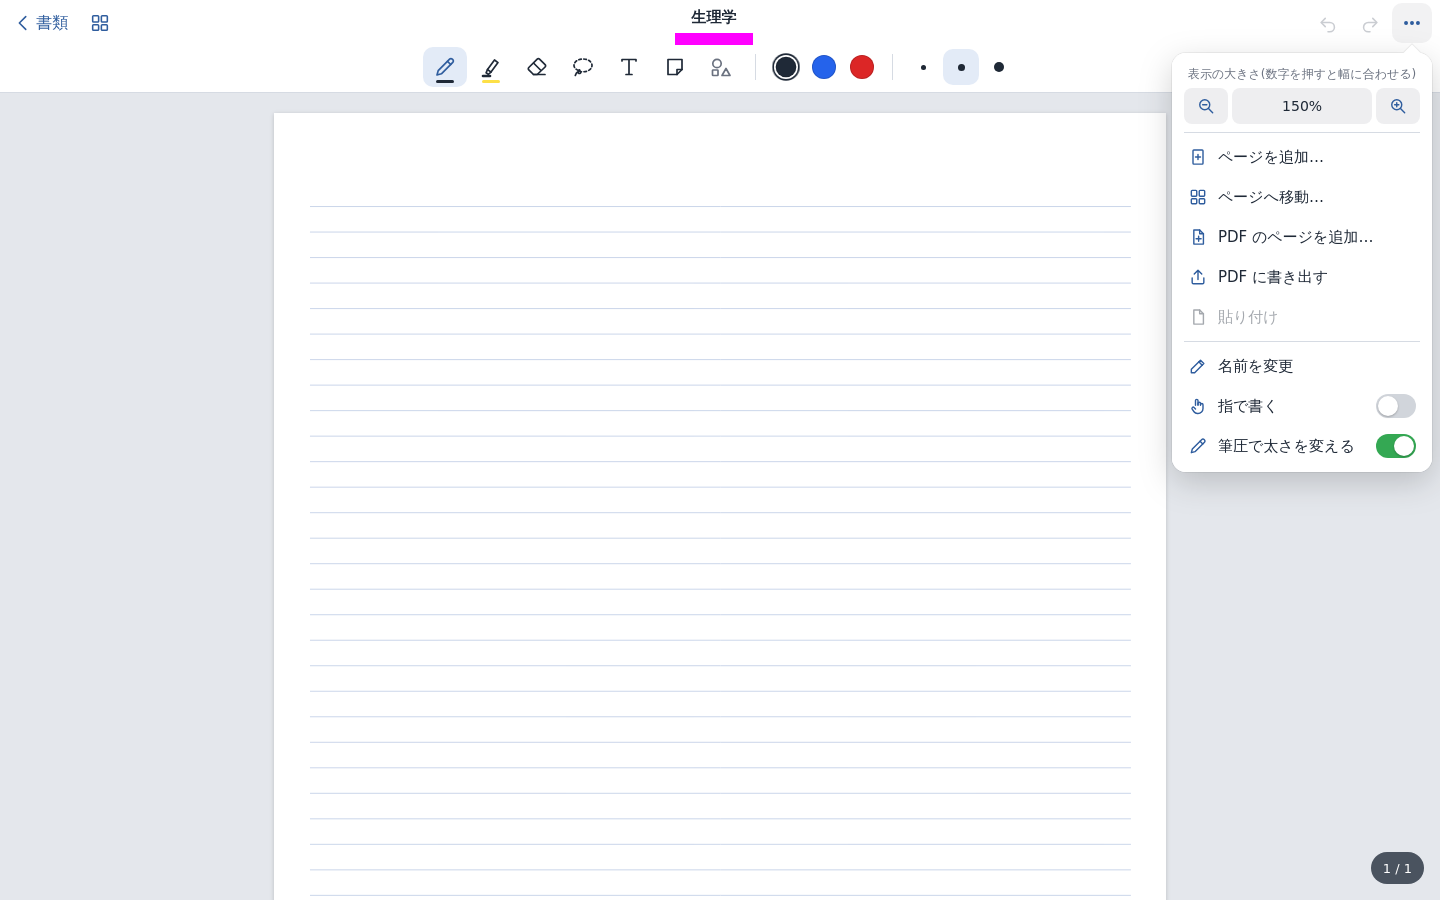 書類
生理学
表示の大きさ(数字を押すと幅に合わせる)
150%
ページを追加...
ページへ移動...
PDF のページを追加...
PDF に書き出す
貼り付け
名前を変更
指で書く
筆圧で太さを変える
1 / 1